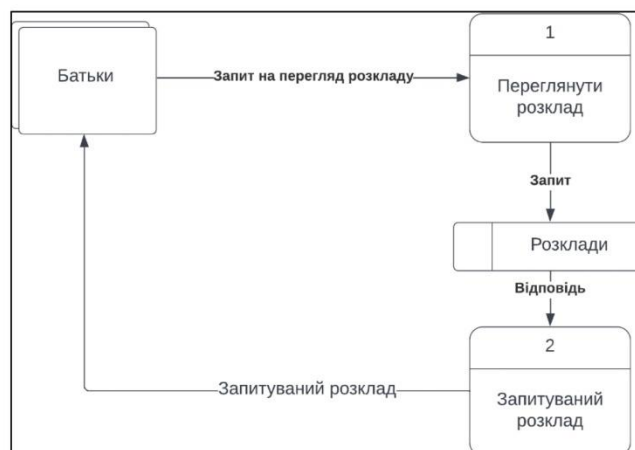 1
Батьки
Запит на перегляд розкладу
Переглянути
розклад
Запит
Розклади
Відповідь
2
Запитуваний розклад
Запитуваний
розклад